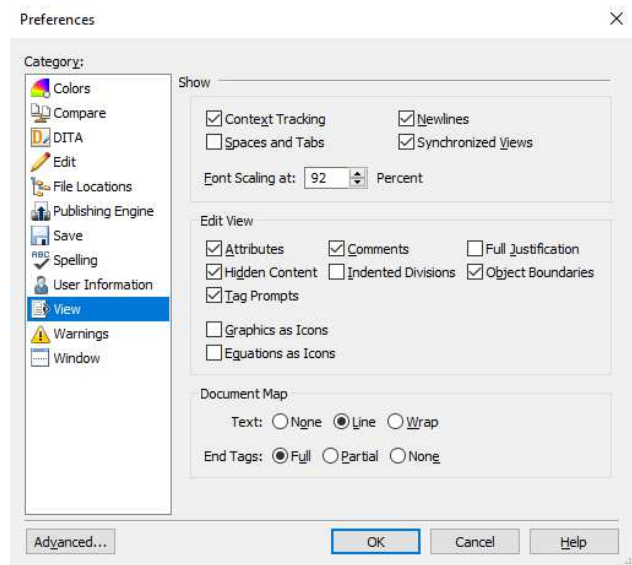 Preferences
Category:
Colors
Compare
DITA
Edit
File Locations
Publishing Engine
Save
ABC
Spelling
User Information
View
Warnings
Window
Show
Context Tracking Newlines
Spaces and Tabs Synchronized Views
Font Scaling at: 92 Percent
Edit View
Attributes Comments Full Justification
Hidden Content Indented Divisions Object Boundaries
Tag Prompts
Graphics as Icons
Equations as Icons
Document Map
Text: None Line Wrap
End Tags: Full Partial None
Advanced... OK Cancel Help